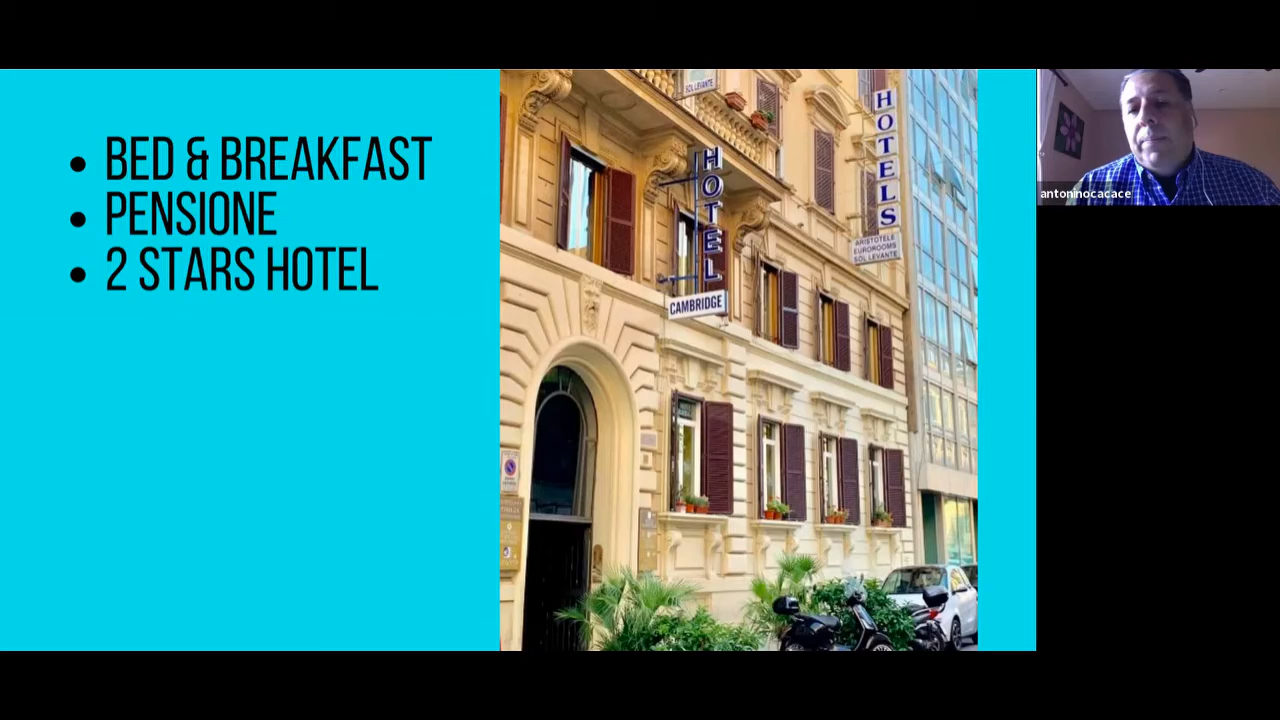 BED & BREAKFAST
PENSIONE
2 STARS HOTEL
SOL LEVANTE
HOTEL
CAMBRIDGE
HOTELS
ARISTOTELE
EUROROOMS
SOL LEVANTE
antoninocacace